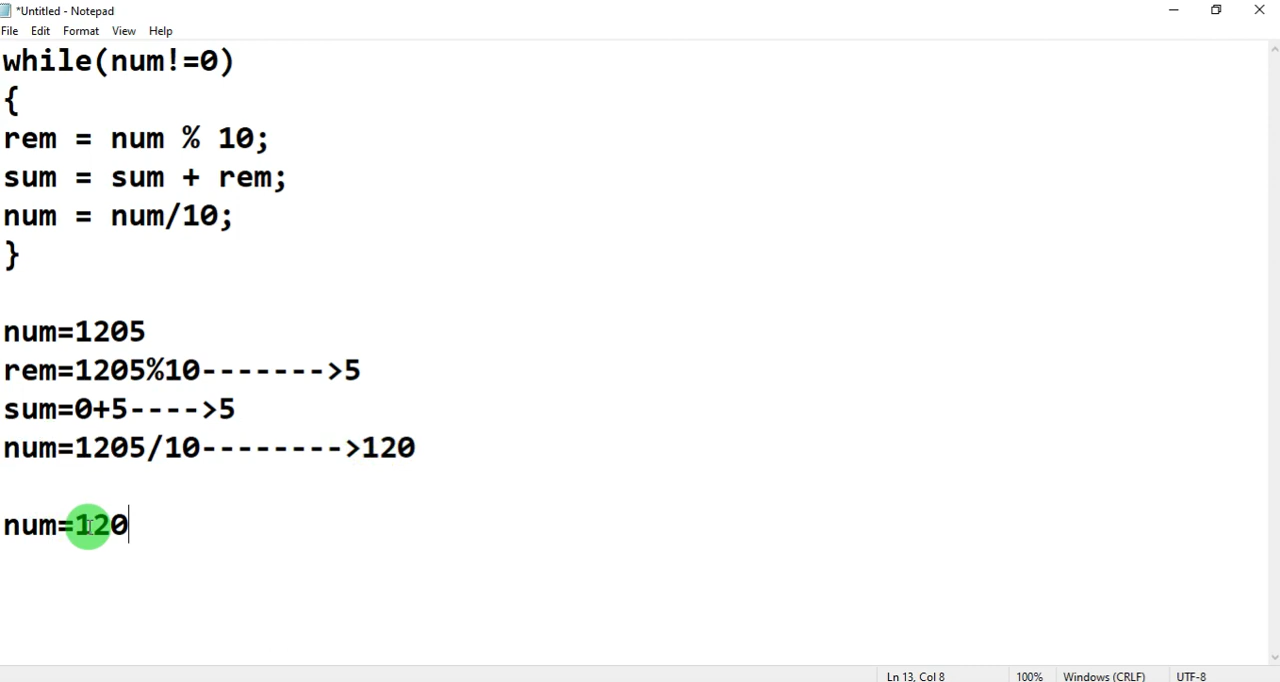 *Untitled - Notepad
File Edit Format View Help
while(num!=0)
{
rem = num % 10;
sum = sum + rem;
num = num/10;
}
num=1205
rem=1205%10------->5
sum=0+5---->5
num=1205/10-------->120
num=120
Ln 13, Col 8 100% Windows (CRLF) UTF-8